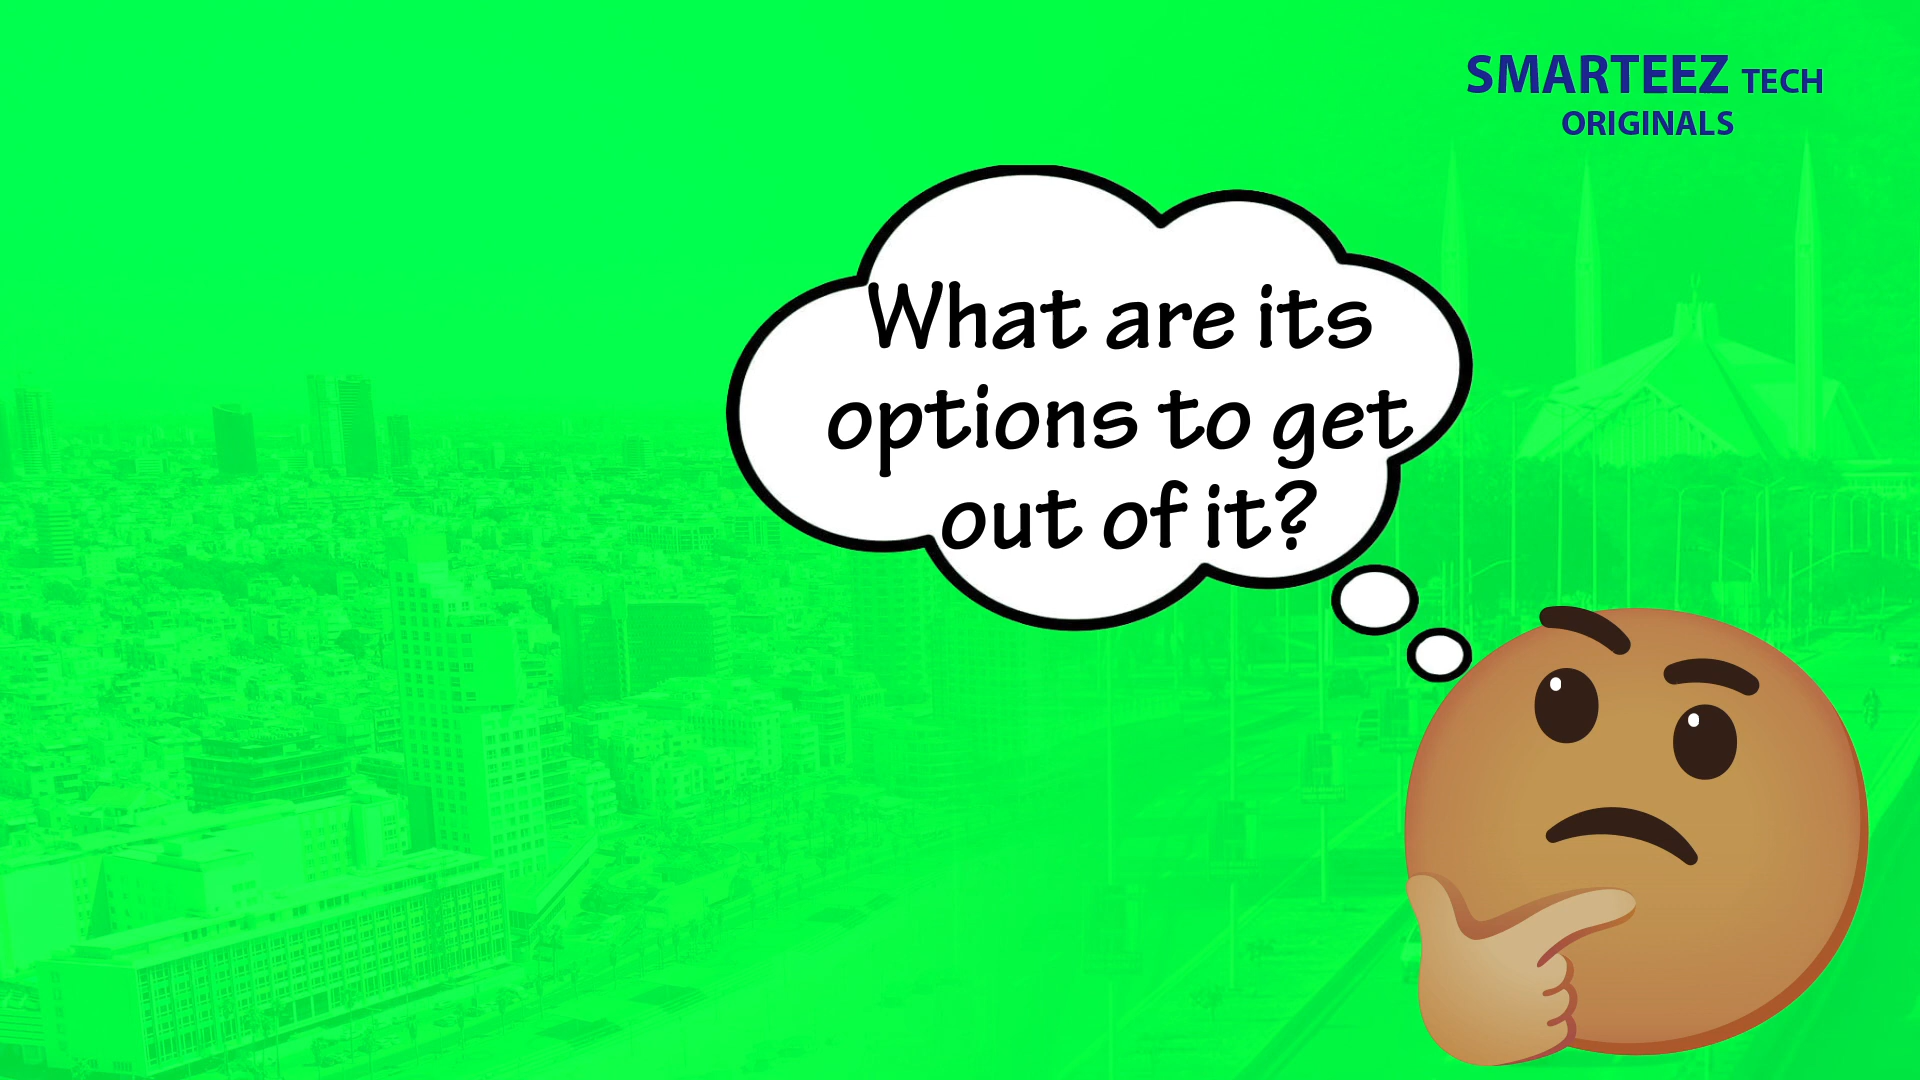 SMARTEEZ TECH
ORIGINALS
What are its
options to get
out of it?